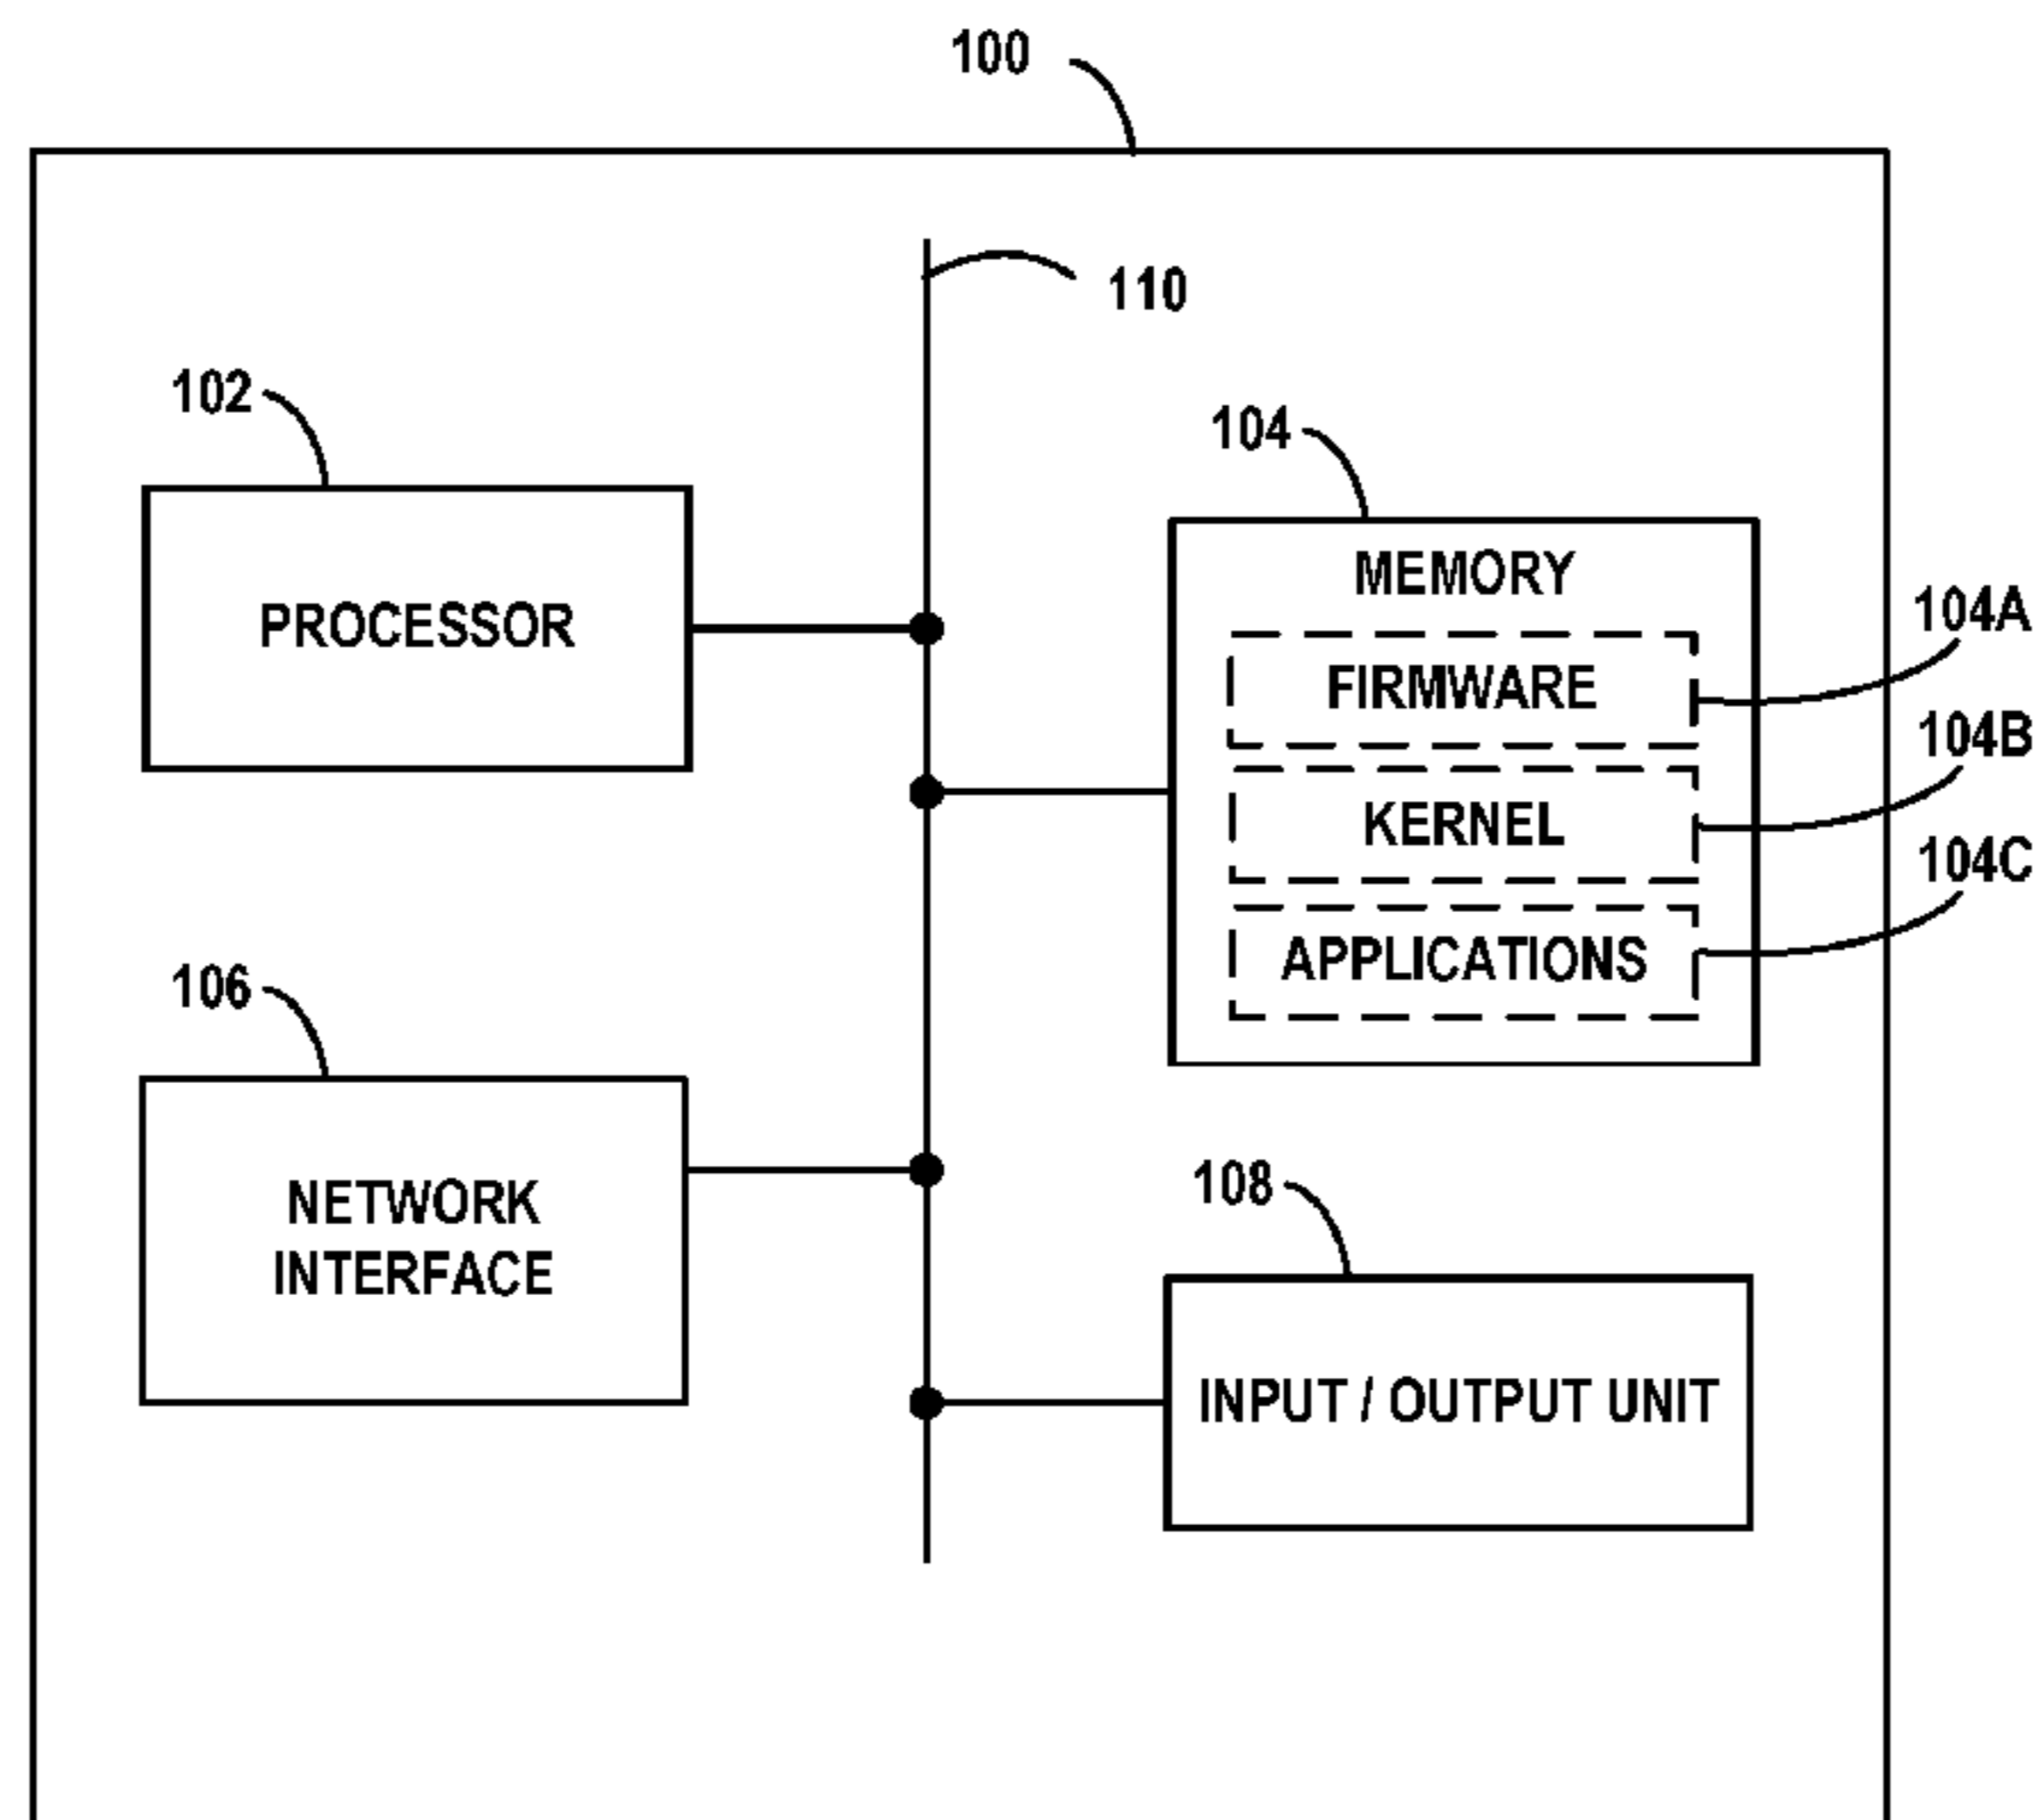 100
110
102
104
PROCESSOR
MEMORY
104A
FIRMWARE
104B
KERNEL
104C
APPLICATIONS
106
NETWORK
INTERFACE
108
INPUT / OUTPUT UNIT